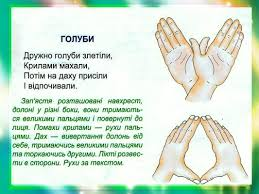 ГОЛУБИ
Дружно голуби злетіли,
Крилами махали,
Потім на даху присіли
І відпочивали.
Зап'ястя розташовані навхрест,
долоні у різні боки, вони тримають-
ся великими пальцями і повернуті до
лиця. Помахи крилами — рухи паль-
цями. Дах — вивертання долонь від
себе, тримаючись великими пальцями
та торкаючись другими. Лікті розвес-
ти в сторони. Рухи за текстом.